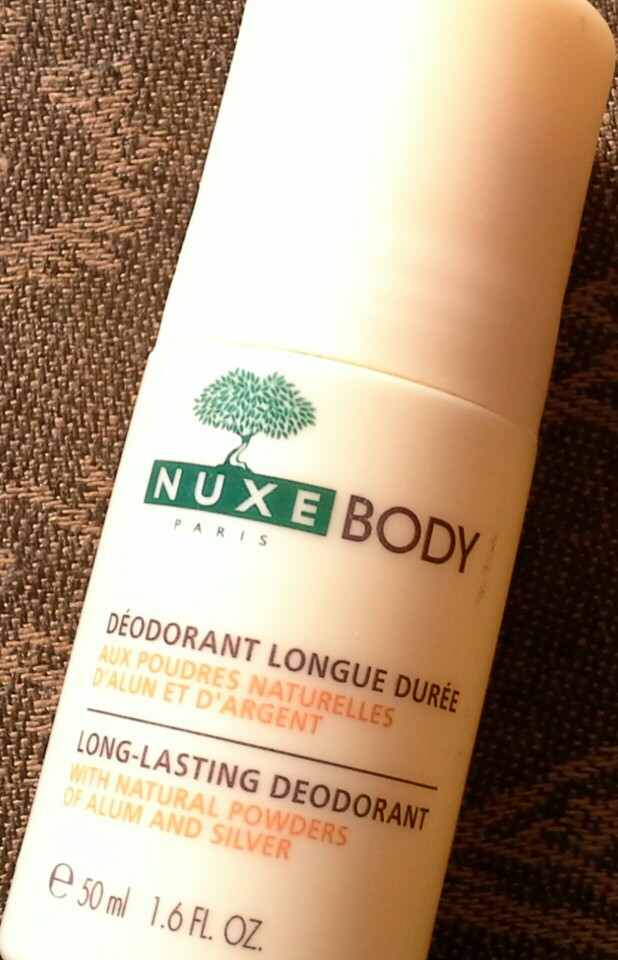 NUXE BODY
PARIS
DÉODORANT LONGUE DURÉE
AUX POUDRES NATURELLES
D'ALUN ET D'ARGENT
LONG-LASTING DEODORANT
WITH NATURAL POWDERS
OF ALUM AND SILVER
℮ 50 ml 1.6 FL. OZ.